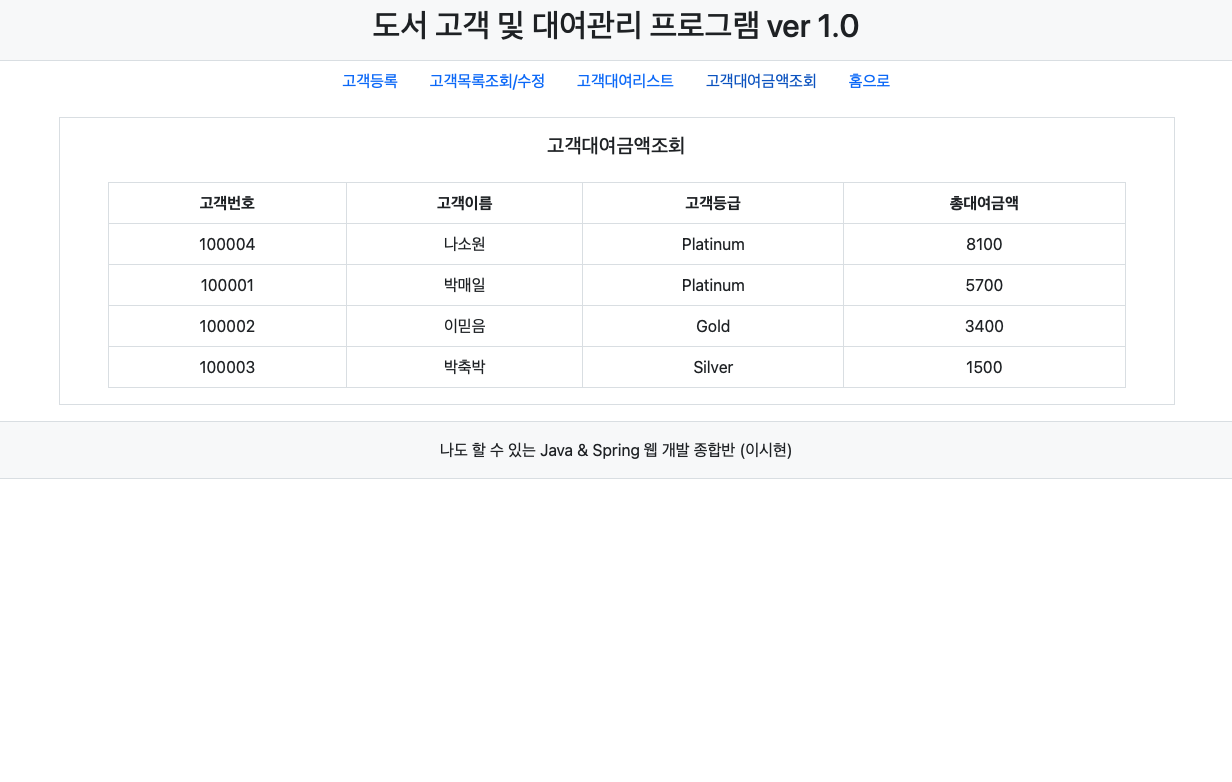 도서 고객 및 대여관리 프로그램 ver 1.0
고객등록 고객목록조회/수정 고객대여리스트 고객대여금액조회 홈으로
고객대여금액조회
고객번호 고객이름 고객등급 총대여금액
100004 나소원 Platinum 8100
100001 박매일 Platinum 5700
100002 이믿음 Gold 3400
100003 박축박 Silver 1500
나도 할 수 있는 Java & Spring 웹 개발 종합반 (이시현)